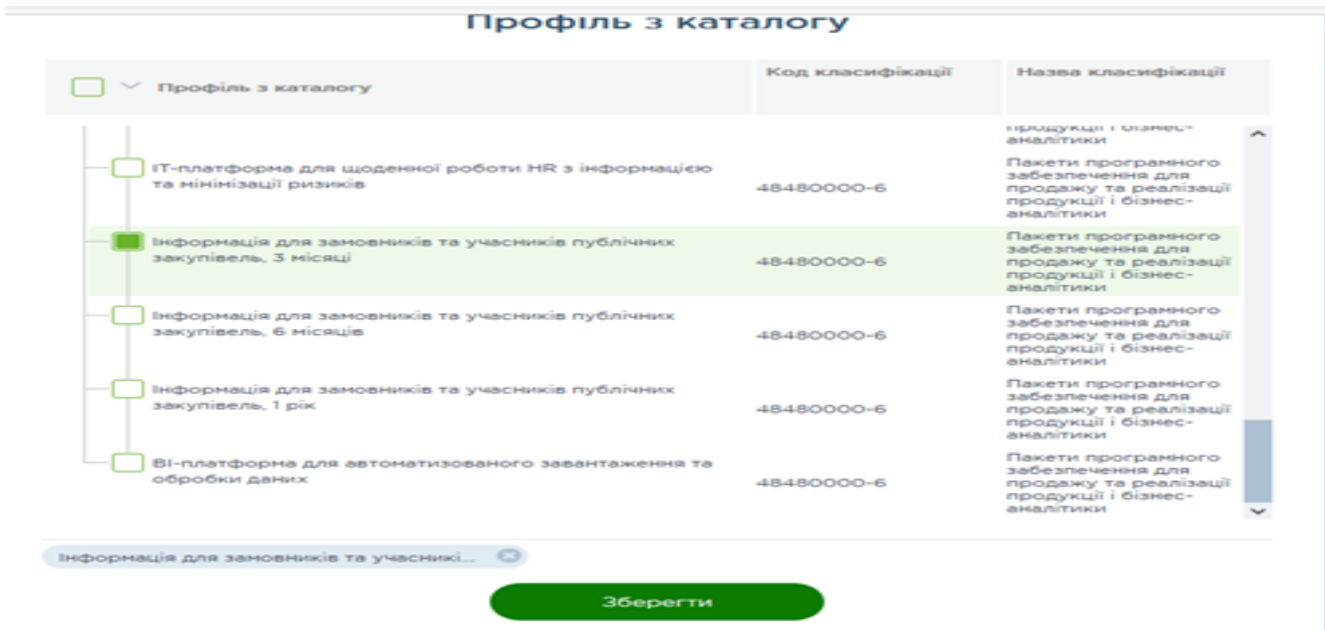 Профіль з каталогу
Профіль з каталогу
Код класифікації
Назва класифікації
продукції і бізнес-
аналітики
ІТ-платформа для щоденної роботи HR з інформацією
та мінімізації ризиків
48480000-6
Пакети програмного
забезпечення для
продажу та реалізації
продукції і бізнес-
аналітики
Інформація для замовників та учасників публічних
закупівель, 3 місяці
48480000-6
Пакети програмного
забезпечення для
продажу та реалізації
продукції і бізнес-
аналітики
Інформація для замовників та учасників публічних
закупівель, 6 місяців
48480000-6
Пакети програмного
забезпечення для
продажу та реалізації
продукції і бізнес-
аналітики
Інформація для замовників та учасників публічних
закупівель, 1 рік
48480000-6
Пакети програмного
забезпечення для
продажу та реалізації
продукції і бізнес-
аналітики
BI-платформа для автоматизованого завантаження та
обробки даних
48480000-6
Пакети програмного
забезпечення для
продажу та реалізації
продукції і бізнес-
аналітики
Інформація для замовників та учасникі...
Зберегти